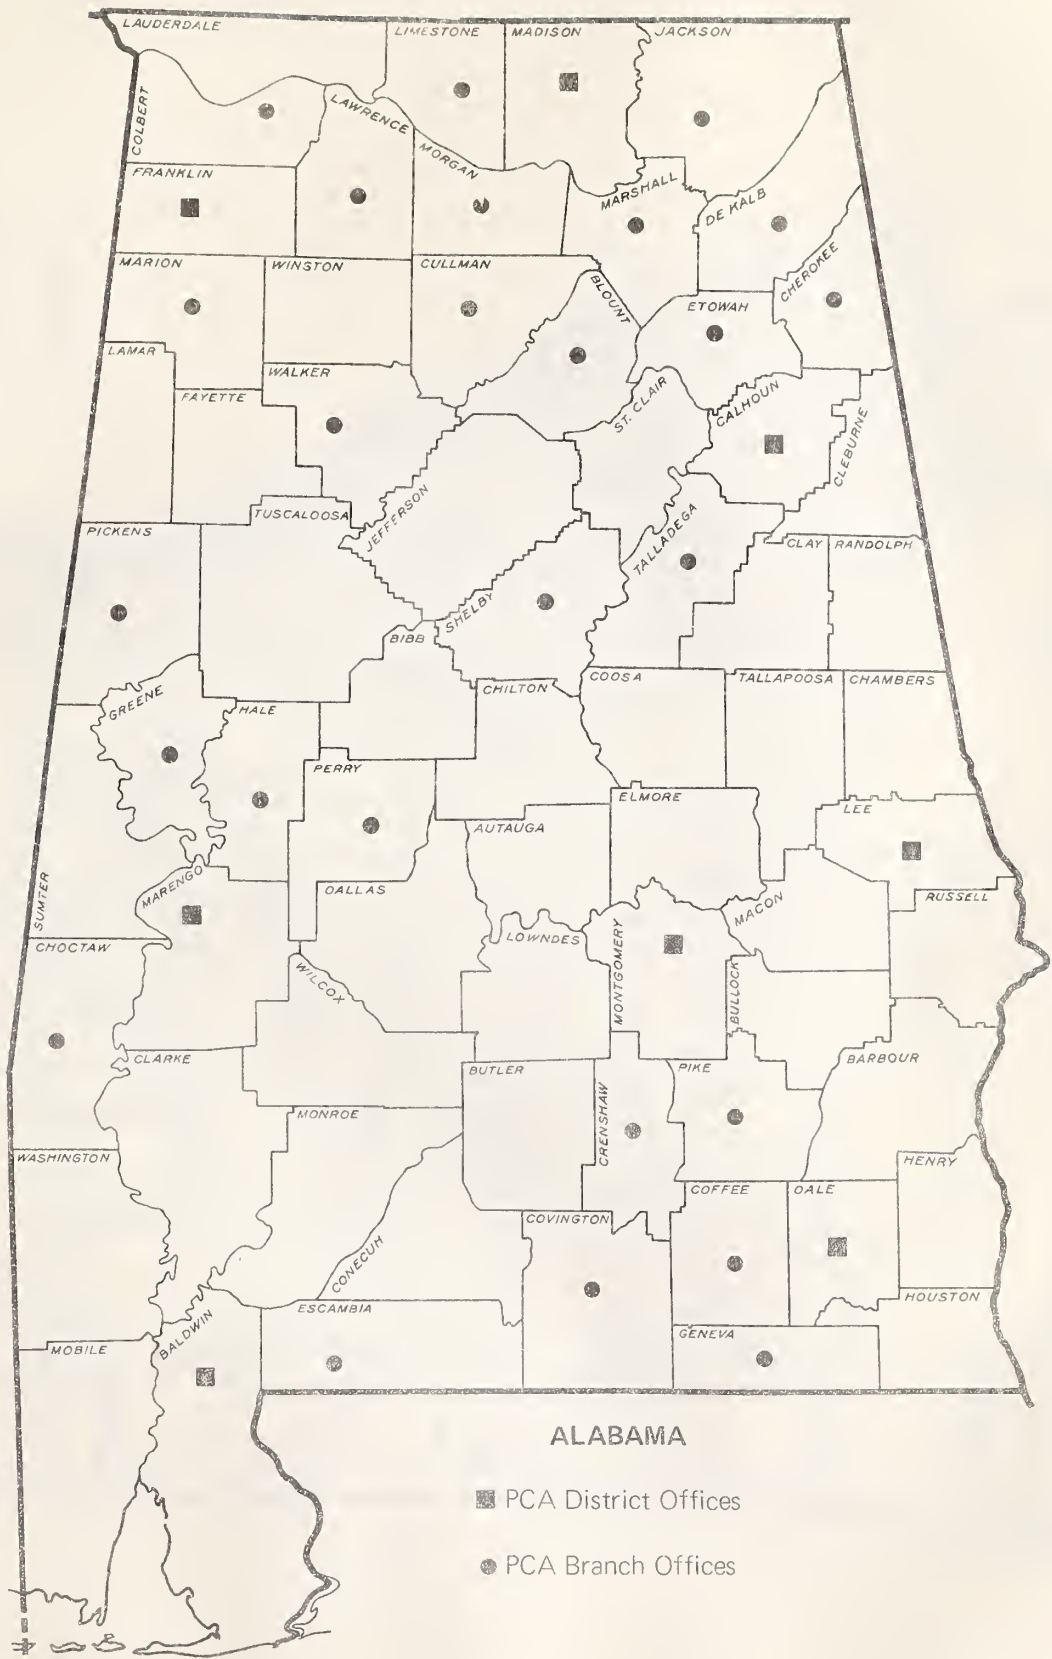 LAUDERDALE
LIMESTONE
MADISON
JACKSON
COLBERT
LAWRENCE
MORGAN
FRANKLIN
MARSHALL
DE KALB
MARION
WINSTON
CULLMAN
BLOUNT
ETOWAH
CHEROKEE
LAMAR
WALKER
FAYETTE
ST. CLAIR
CALHOUN
CLEBURNE
TUSCALOOSA
JEFFERSON
PICKENS
TALLADEGA
CLAY
RANDOLPH
SHELBY
BIBB
GREENE
HALE
CHILTON
COOSA
TALLAPOOSA
CHAMBERS
PERRY
ELMORE
LEE
AUTAUGA
SUMTER
MARENGO
OALLAS
MACON
RUSSELL
CHOCTAW
WILCOX
LOWNDES
MONTGOMERY
BULLOCK
CLARKE
BUTLER
CRENSHAW
PIKE
BARBOUR
MONROE
WASHINGTON
HENRY
CONECUH
COVINGTON
COFFEE
OALE
ESCAMBIA
HOUSTON
MOBILE
BALDWIN
GENEVA
ALABAMA
PCA District Offices
PCA Branch Offices